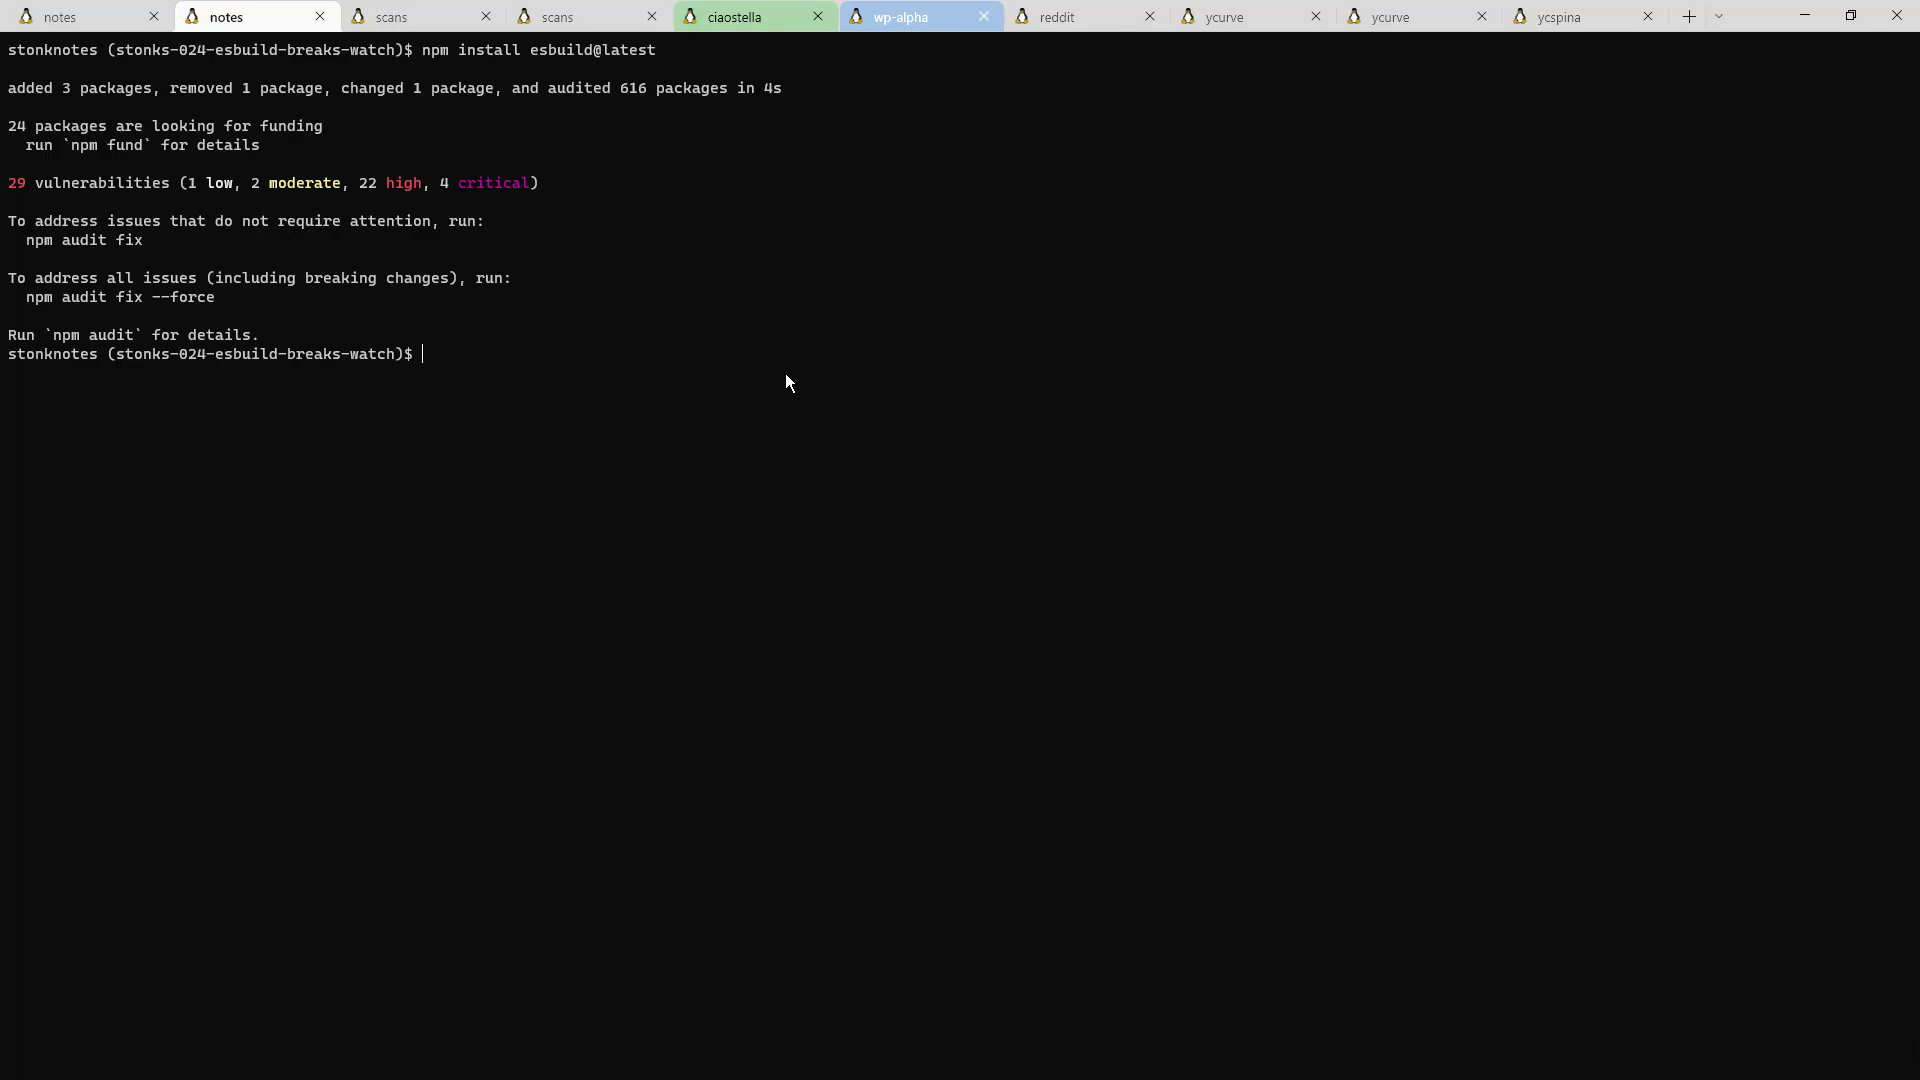 notes notes scans scans ciaostella wp-alpha reddit ycurve ycurve ycspina
stonknotes (stonks-024-esbuild-breaks-watch)$ npm install esbuild@latest
added 3 packages, removed 1 package, changed 1 package, and audited 616 packages in 4s
24 packages are looking for funding
run `npm fund` for details
29 vulnerabilities (1 low, 2 moderate, 22 high, 4 critical)
To address issues that do not require attention, run:
npm audit fix
To address all issues (including breaking changes), run:
npm audit fix --force
Run `npm audit` for details.
stonknotes (stonks-024-esbuild-breaks-watch)$